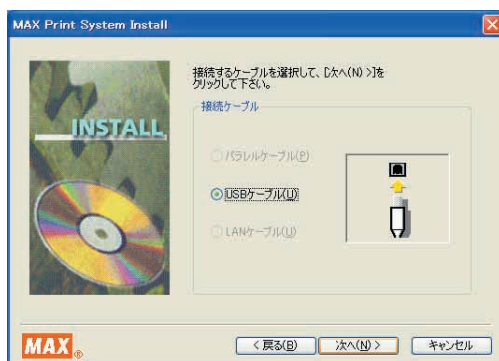 MAX Print System Install
接続するケーブルを選択して、[次へ(N) >]を
クリックして下さい。
接続ケーブル
INSTALL
パラレルケーブル(P)
USBケーブル(U)
LANケーブル(U)
MAX®
< 戻る(B)
次へ(N) >
キャンセル